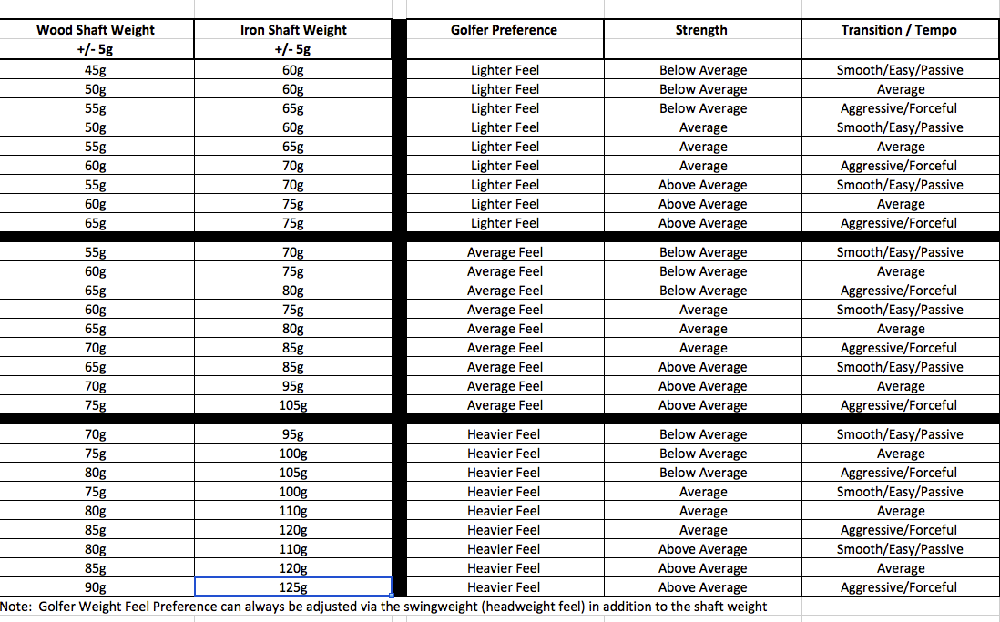 Wood Shaft Weight Iron Shaft Weight Golfer Preference Strength Transition / Tempo
+/- 5g +/- 5g
45g 60g Lighter Feel Below Average Smooth/Easy/Passive
50g 60g Lighter Feel Below Average Average
55g 65g Lighter Feel Below Average Aggressive/Forceful
50g 60g Lighter Feel Average Smooth/Easy/Passive
55g 65g Lighter Feel Average Average
60g 70g Lighter Feel Average Aggressive/Forceful
55g 70g Lighter Feel Above Average Smooth/Easy/Passive
60g 75g Lighter Feel Above Average Average
65g 75g Lighter Feel Above Average Aggressive/Forceful
55g 70g Average Feel Below Average Smooth/Easy/Passive
60g 75g Average Feel Below Average Average
65g 80g Average Feel Below Average Aggressive/Forceful
60g 75g Average Feel Average Smooth/Easy/Passive
65g 80g Average Feel Average Average
70g 85g Average Feel Average Aggressive/Forceful
65g 85g Average Feel Above Average Smooth/Easy/Passive
70g 95g Average Feel Above Average Average
75g 105g Average Feel Above Average Aggressive/Forceful
70g 95g Heavier Feel Below Average Smooth/Easy/Passive
75g 100g Heavier Feel Below Average Average
80g 105g Heavier Feel Below Average Aggressive/Forceful
75g 100g Heavier Feel Average Smooth/Easy/Passive
80g 110g Heavier Feel Average Average
85g 120g Heavier Feel Average Aggressive/Forceful
80g 110g Heavier Feel Above Average Smooth/Easy/Passive
85g 120g Heavier Feel Above Average Average
90g 125g Heavier Feel Above Average Aggressive/Forceful
Note: Golfer Weight Feel Preference can always be adjusted via the swingweight (headweight feel) in addition to the shaft weight